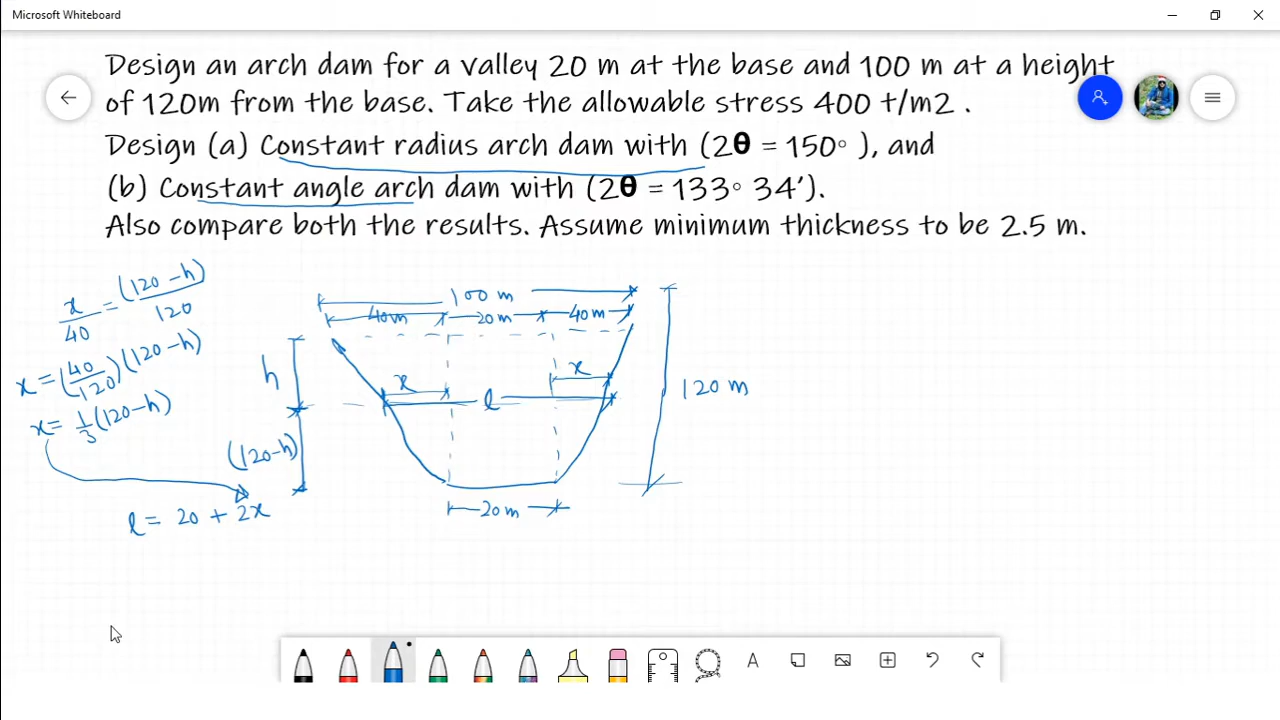 Microsoft Whiteboard
Design an arch dam for a valley 20 m at the base and 100 m at a height
of 120m from the base. Take the allowable stress 400 t/m2 .
Design (a) Constant radius arch dam with (2θ = 150° ), and
(b) Constant angle arch dam with (2θ = 133° 34').
Also compare both the results. Assume minimum thickness to be 2.5 m.
x/40 = (120-h)/120
x = (40/120)(120-h)
x = 1/3 (120-h)
l = 20 + 2x
100 m
40m 20m 40m
h
x x
l
120 m
(120-h)
20m
A